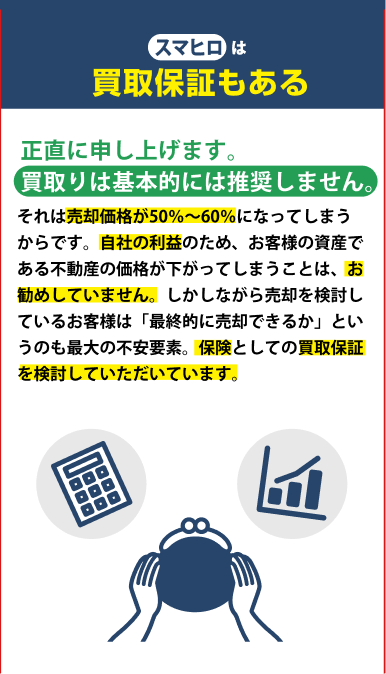 スマヒロ は
買取保証もある
正直に申し上げます。
買取りは基本的には推奨しません。
それは売却価格が50%〜60%になってしまう
からです。自社の利益のため、お客様の資産で
ある不動産の価格が下がってしまうことは、お
勧めしていません。しかしながら売却を検討し
ているお客様は「最終的に売却できるか」とい
うのも最大の不安要素。保険としての買取保証
を検討していただいています。